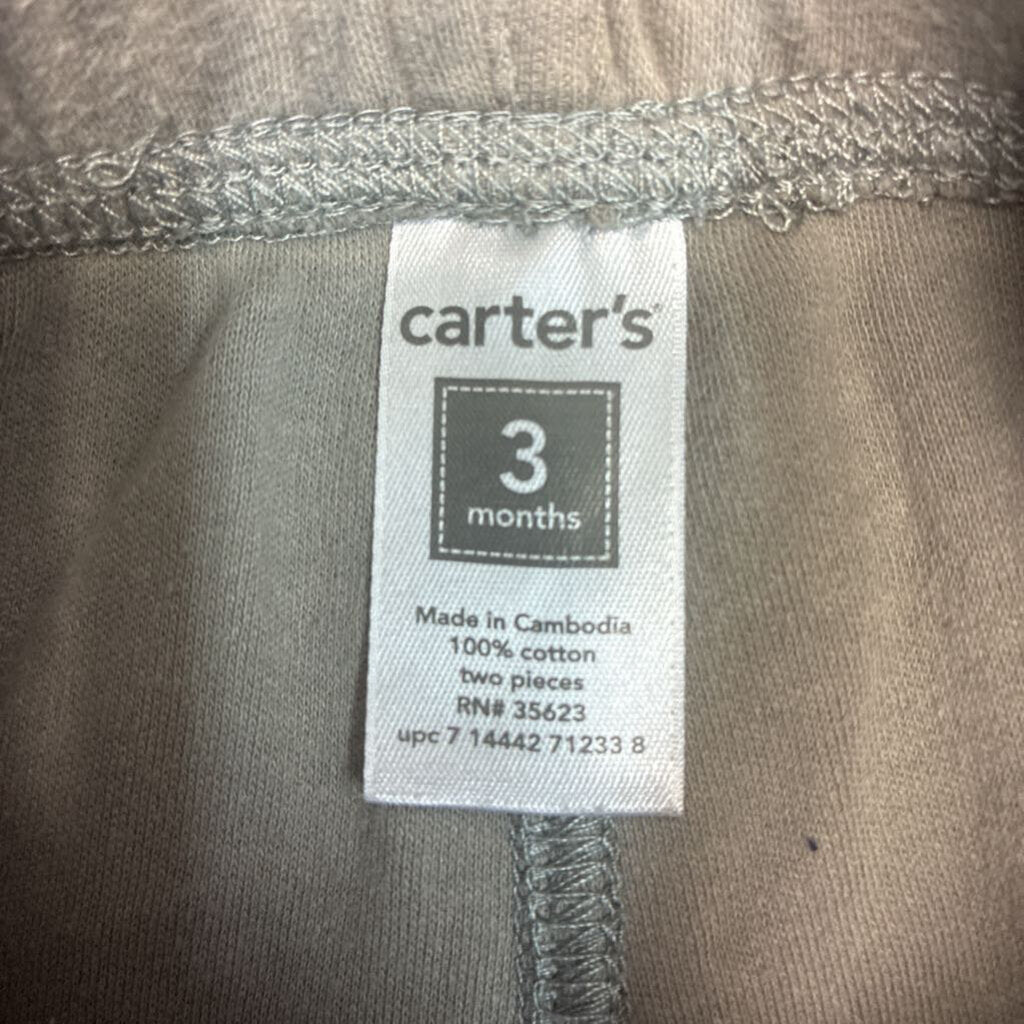 carter's®
3
months
Made in Cambodia
100% cotton
two pieces
RN# 35623
upc 7 14442 71233 8